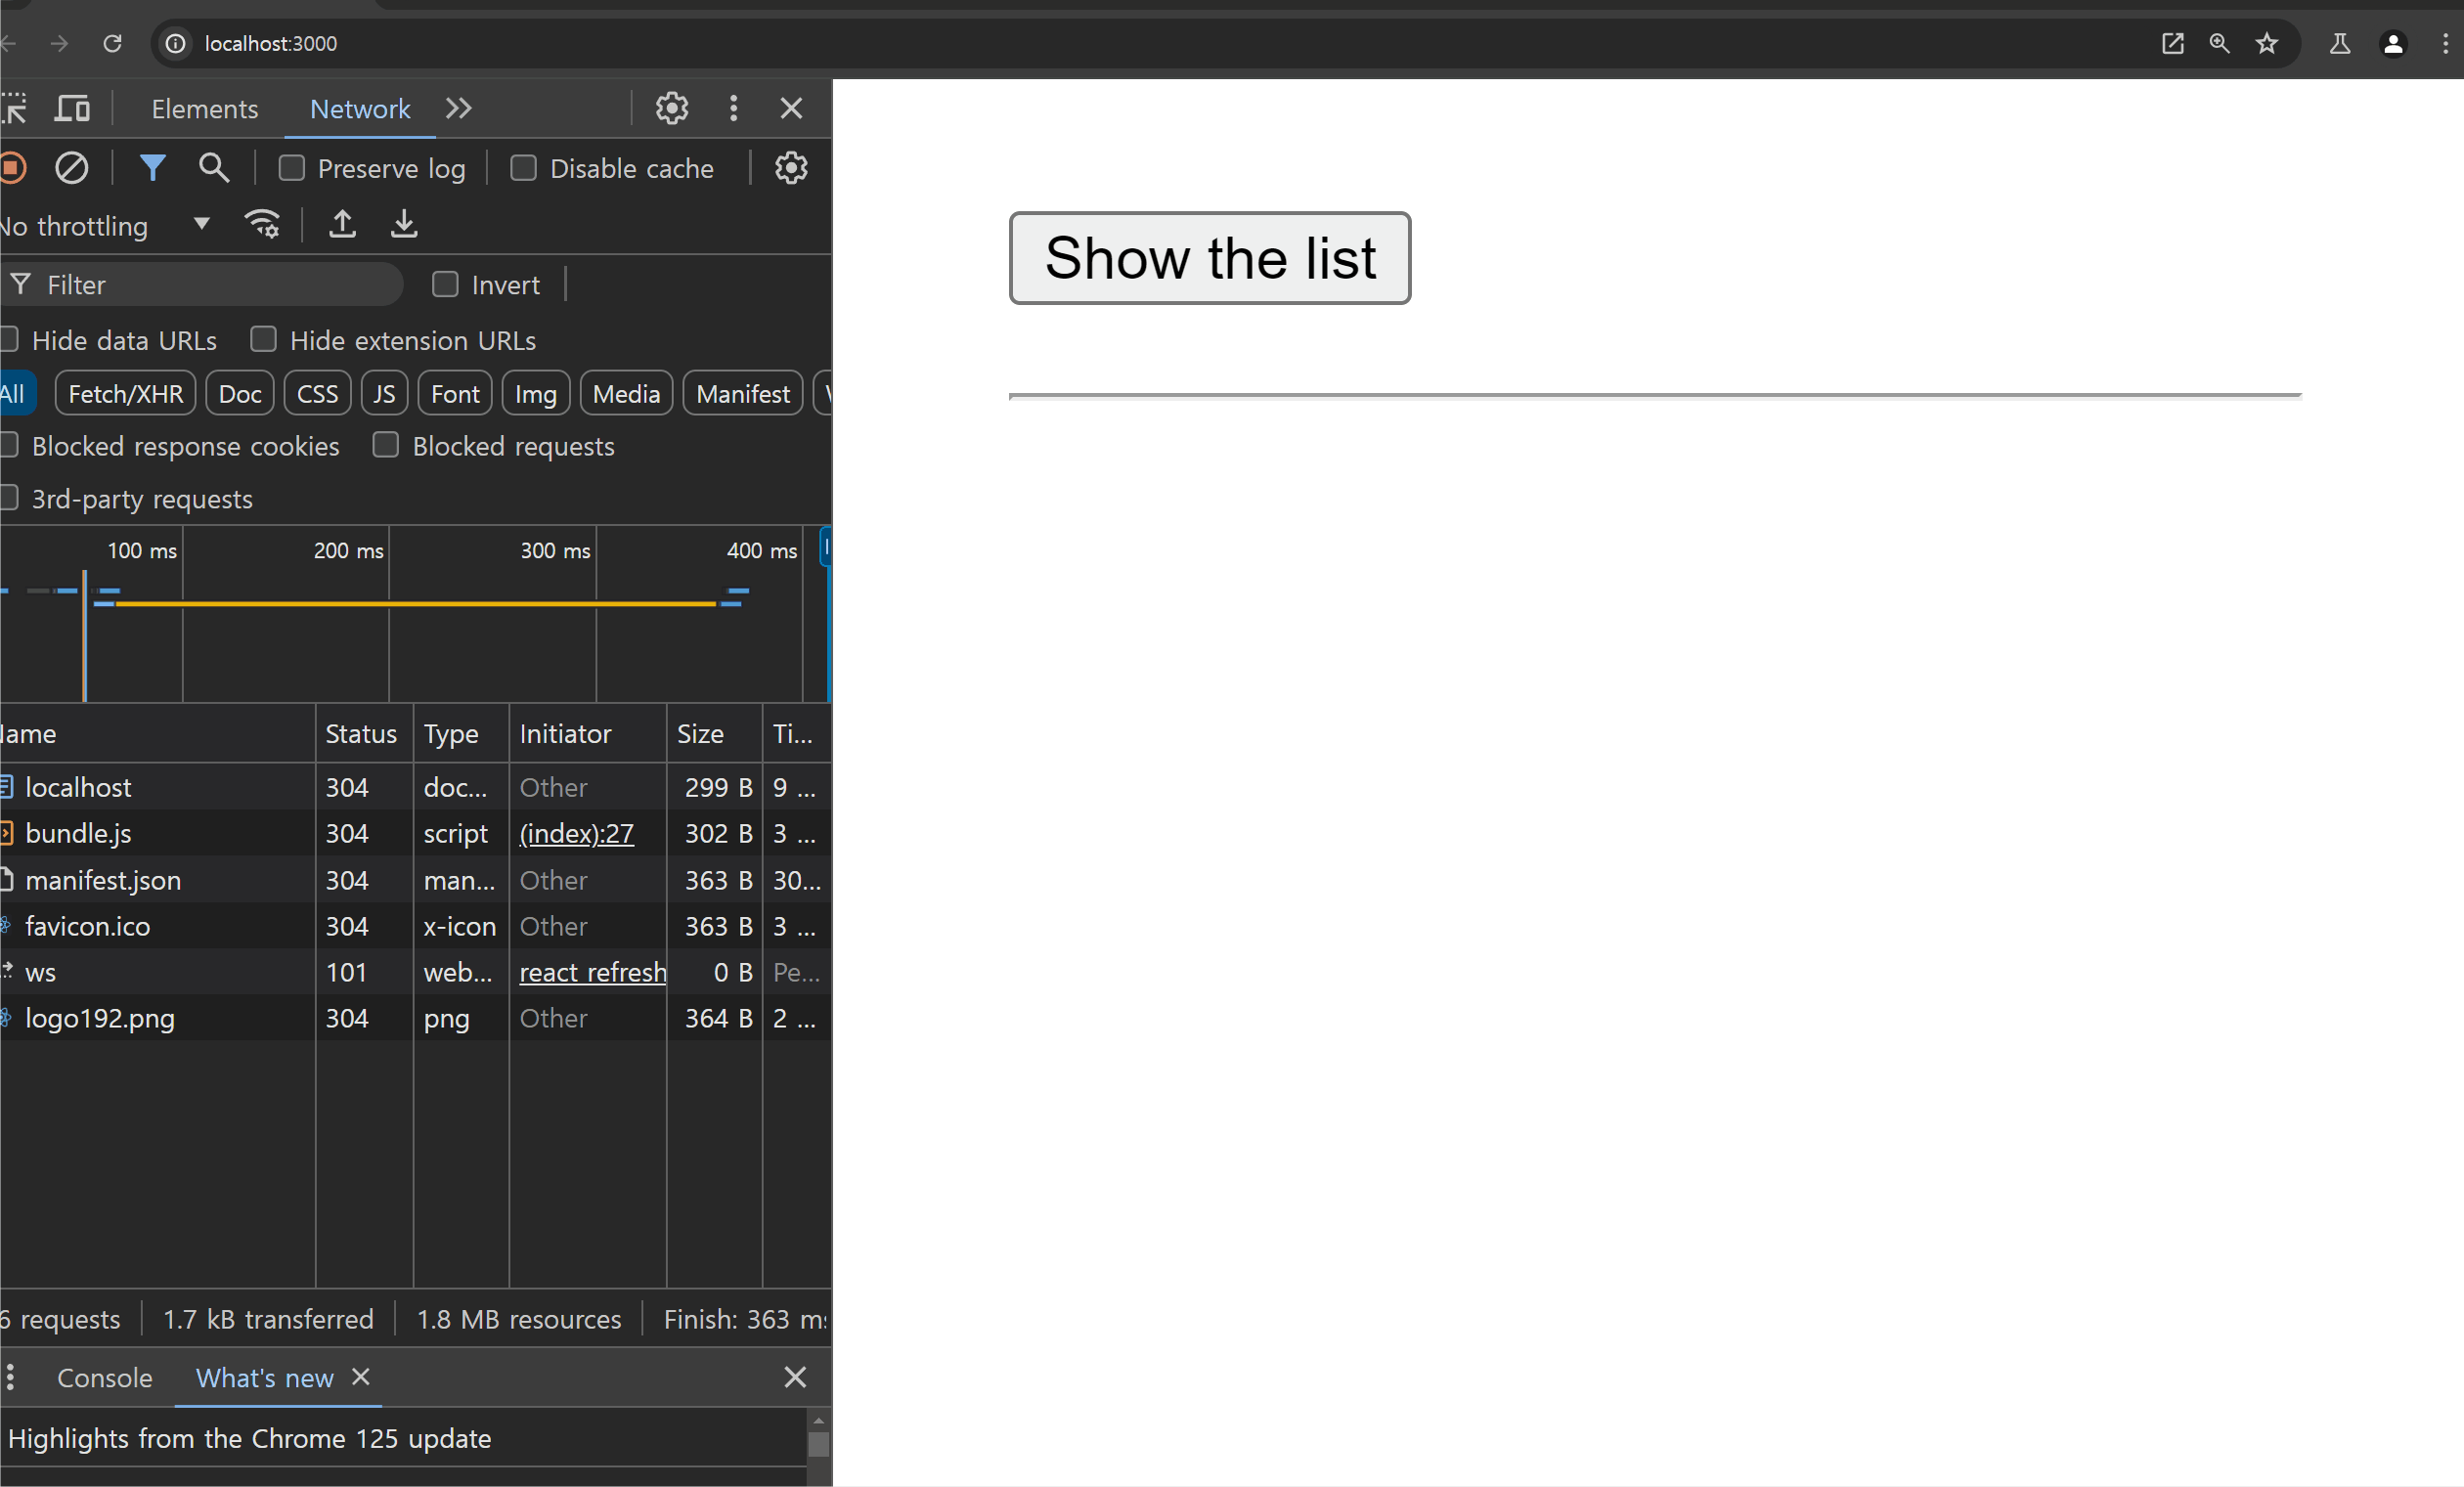 localhost:3000
Elements Network
Preserve log Disable cache
No throttling
Filter Invert
Hide data URLs Hide extension URLs
All Fetch/XHR Doc CSS JS Font Img Media Manifest
Blocked response cookies Blocked requests
3rd-party requests
100 ms 200 ms 300 ms 400 ms
Name Status Type Initiator Size Ti...
localhost 304 doc... Other 299 B 9 ...
bundle.js 304 script (index):27 302 B 3 ...
manifest.json 304 man... Other 363 B 30...
favicon.ico 304 x-icon Other 363 B 3 ...
ws 101 web... react refresh 0 B Pe...
logo192.png 304 png Other 364 B 2 ...
6 requests 1.7 kB transferred 1.8 MB resources Finish: 363 ms
Console What's new
Highlights from the Chrome 125 update
Show the list